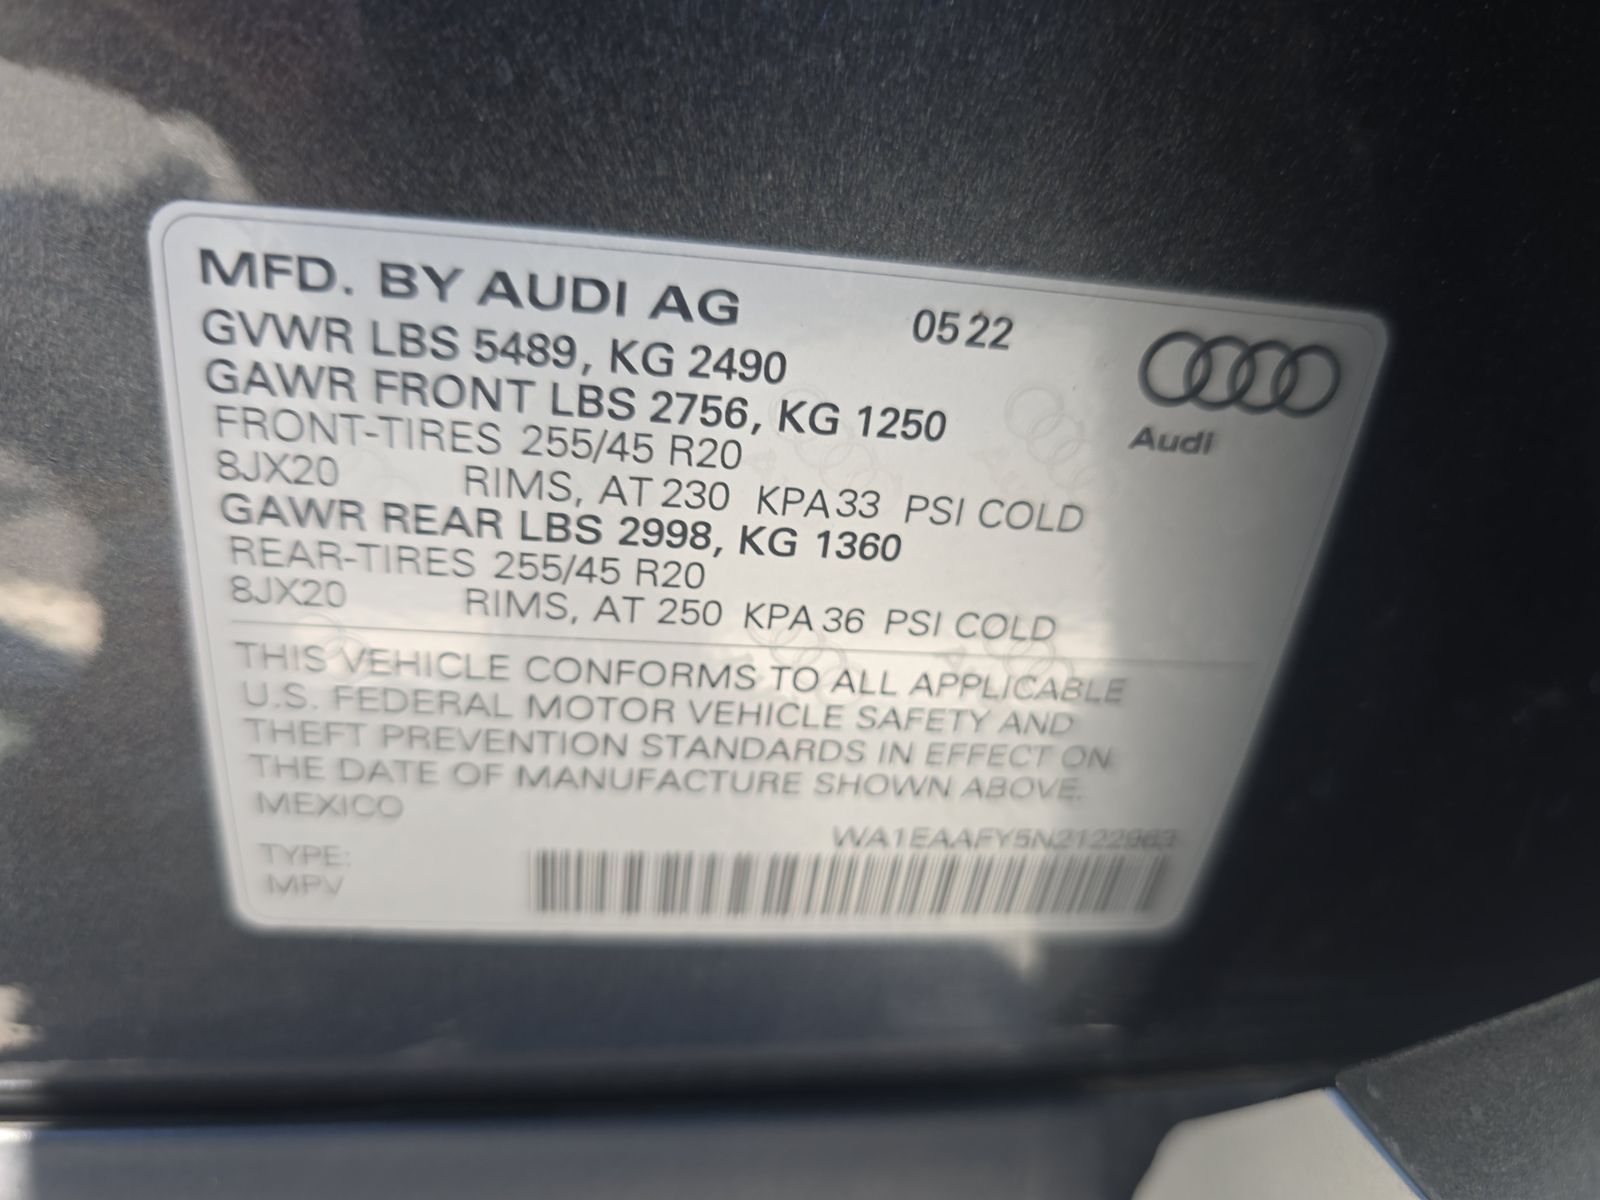 MFD. BY AUDI AG 0522
GVWR LBS 5489, KG 2490
GAWR FRONT LBS 2756, KG 1250
Audi
FRONT-TIRES 255/45 R20
8JX20 RIMS, AT 230 KPA 33 PSI COLD
GAWR REAR LBS 2998, KG 1360
REAR-TIRES 255/45 R20
8JX20 RIMS, AT 250 KPA 36 PSI COLD
THIS VEHICLE CONFORMS TO ALL APPLICABLE
U.S. FEDERAL MOTOR VEHICLE SAFETY AND
THEFT PREVENTION STANDARDS IN EFFECT ON
THE DATE OF MANUFACTURE SHOWN ABOVE.
MEXICO
TYPE:
MPV